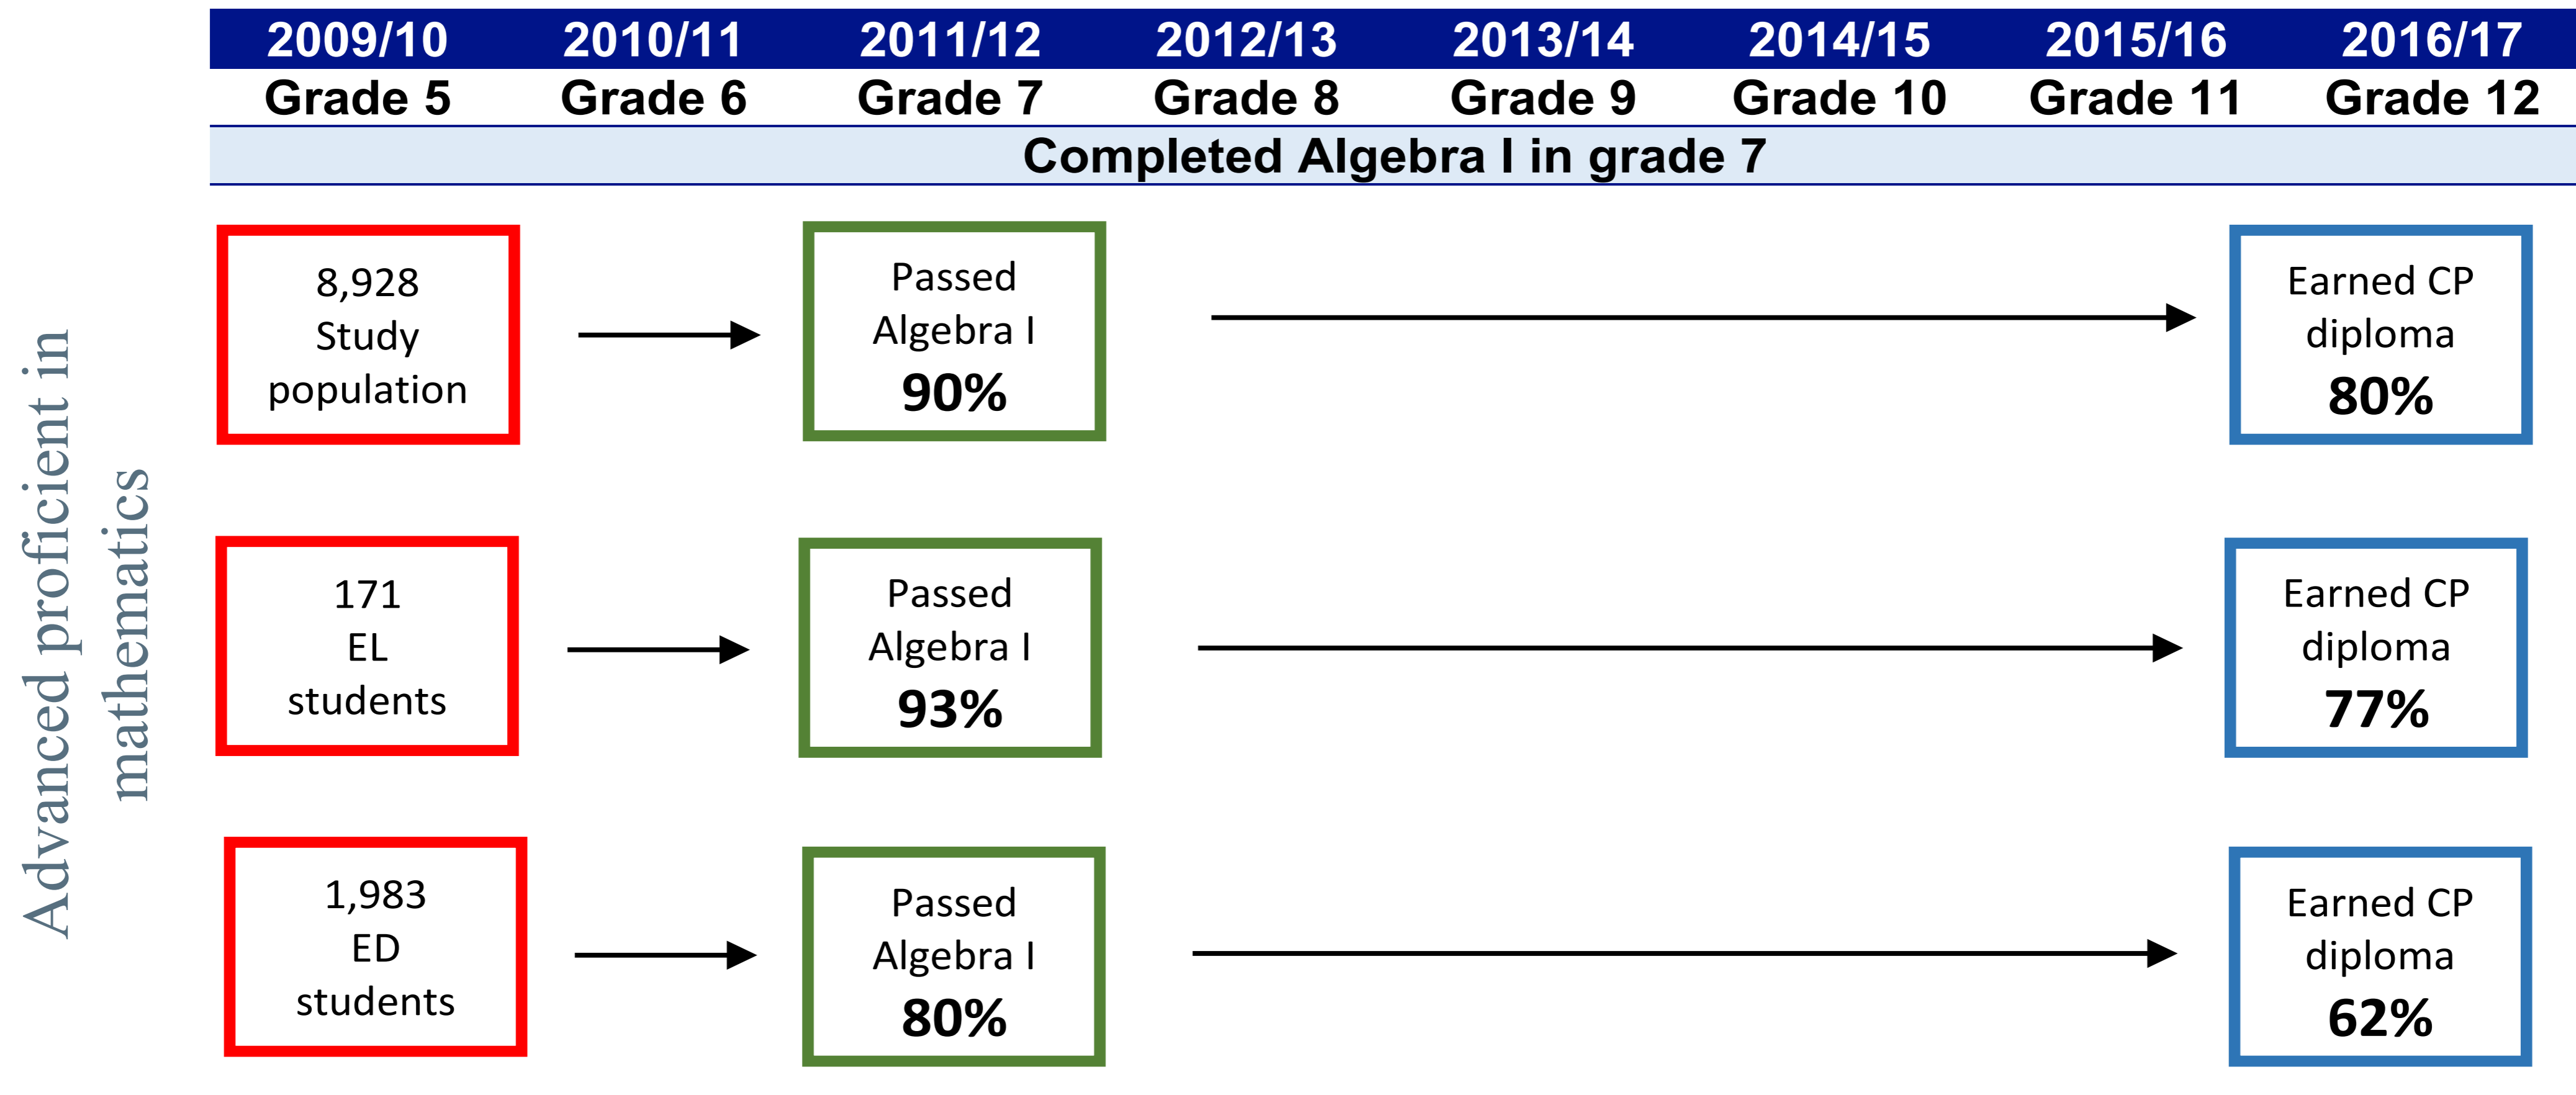 2009/10 2010/11 2011/12 2012/13 2013/14 2014/15 2015/16 2016/17
Grade 5 Grade 6 Grade 7 Grade 8 Grade 9 Grade 10 Grade 11 Grade 12
Completed Algebra I in grade 7
Advanced proficient in
mathematics
8,928
Study
population
Passed
Algebra I
90%
Earned CP
diploma
80%
171
EL
students
Passed
Algebra I
93%
Earned CP
diploma
77%
1,983
ED
students
Passed
Algebra I
80%
Earned CP
diploma
62%